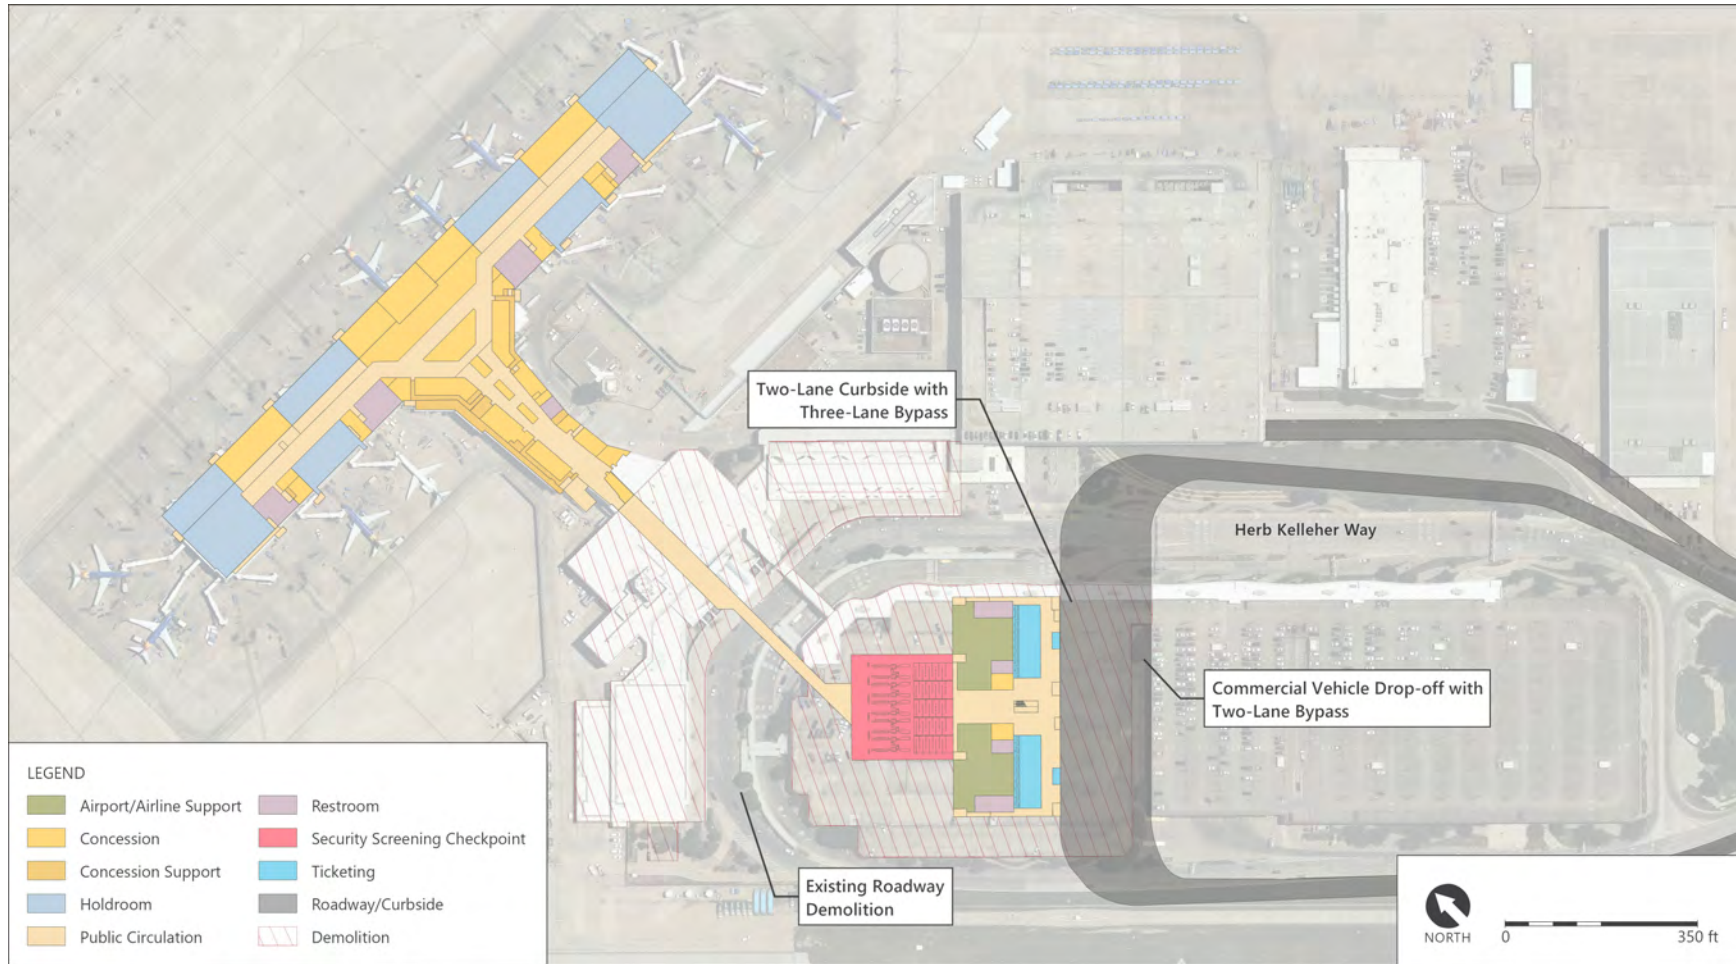 Two-Lane Curbside with
Three-Lane Bypass
Herb Kelleher Way
Commercial Vehicle Drop-off with
Two-Lane Bypass
Existing Roadway
Demolition
LEGEND
Airport/Airline Support
Concession
Concession Support
Holdroom
Public Circulation
Restroom
Security Screening Checkpoint
Ticketing
Roadway/Curbside
Demolition
NORTH
0
350 ft